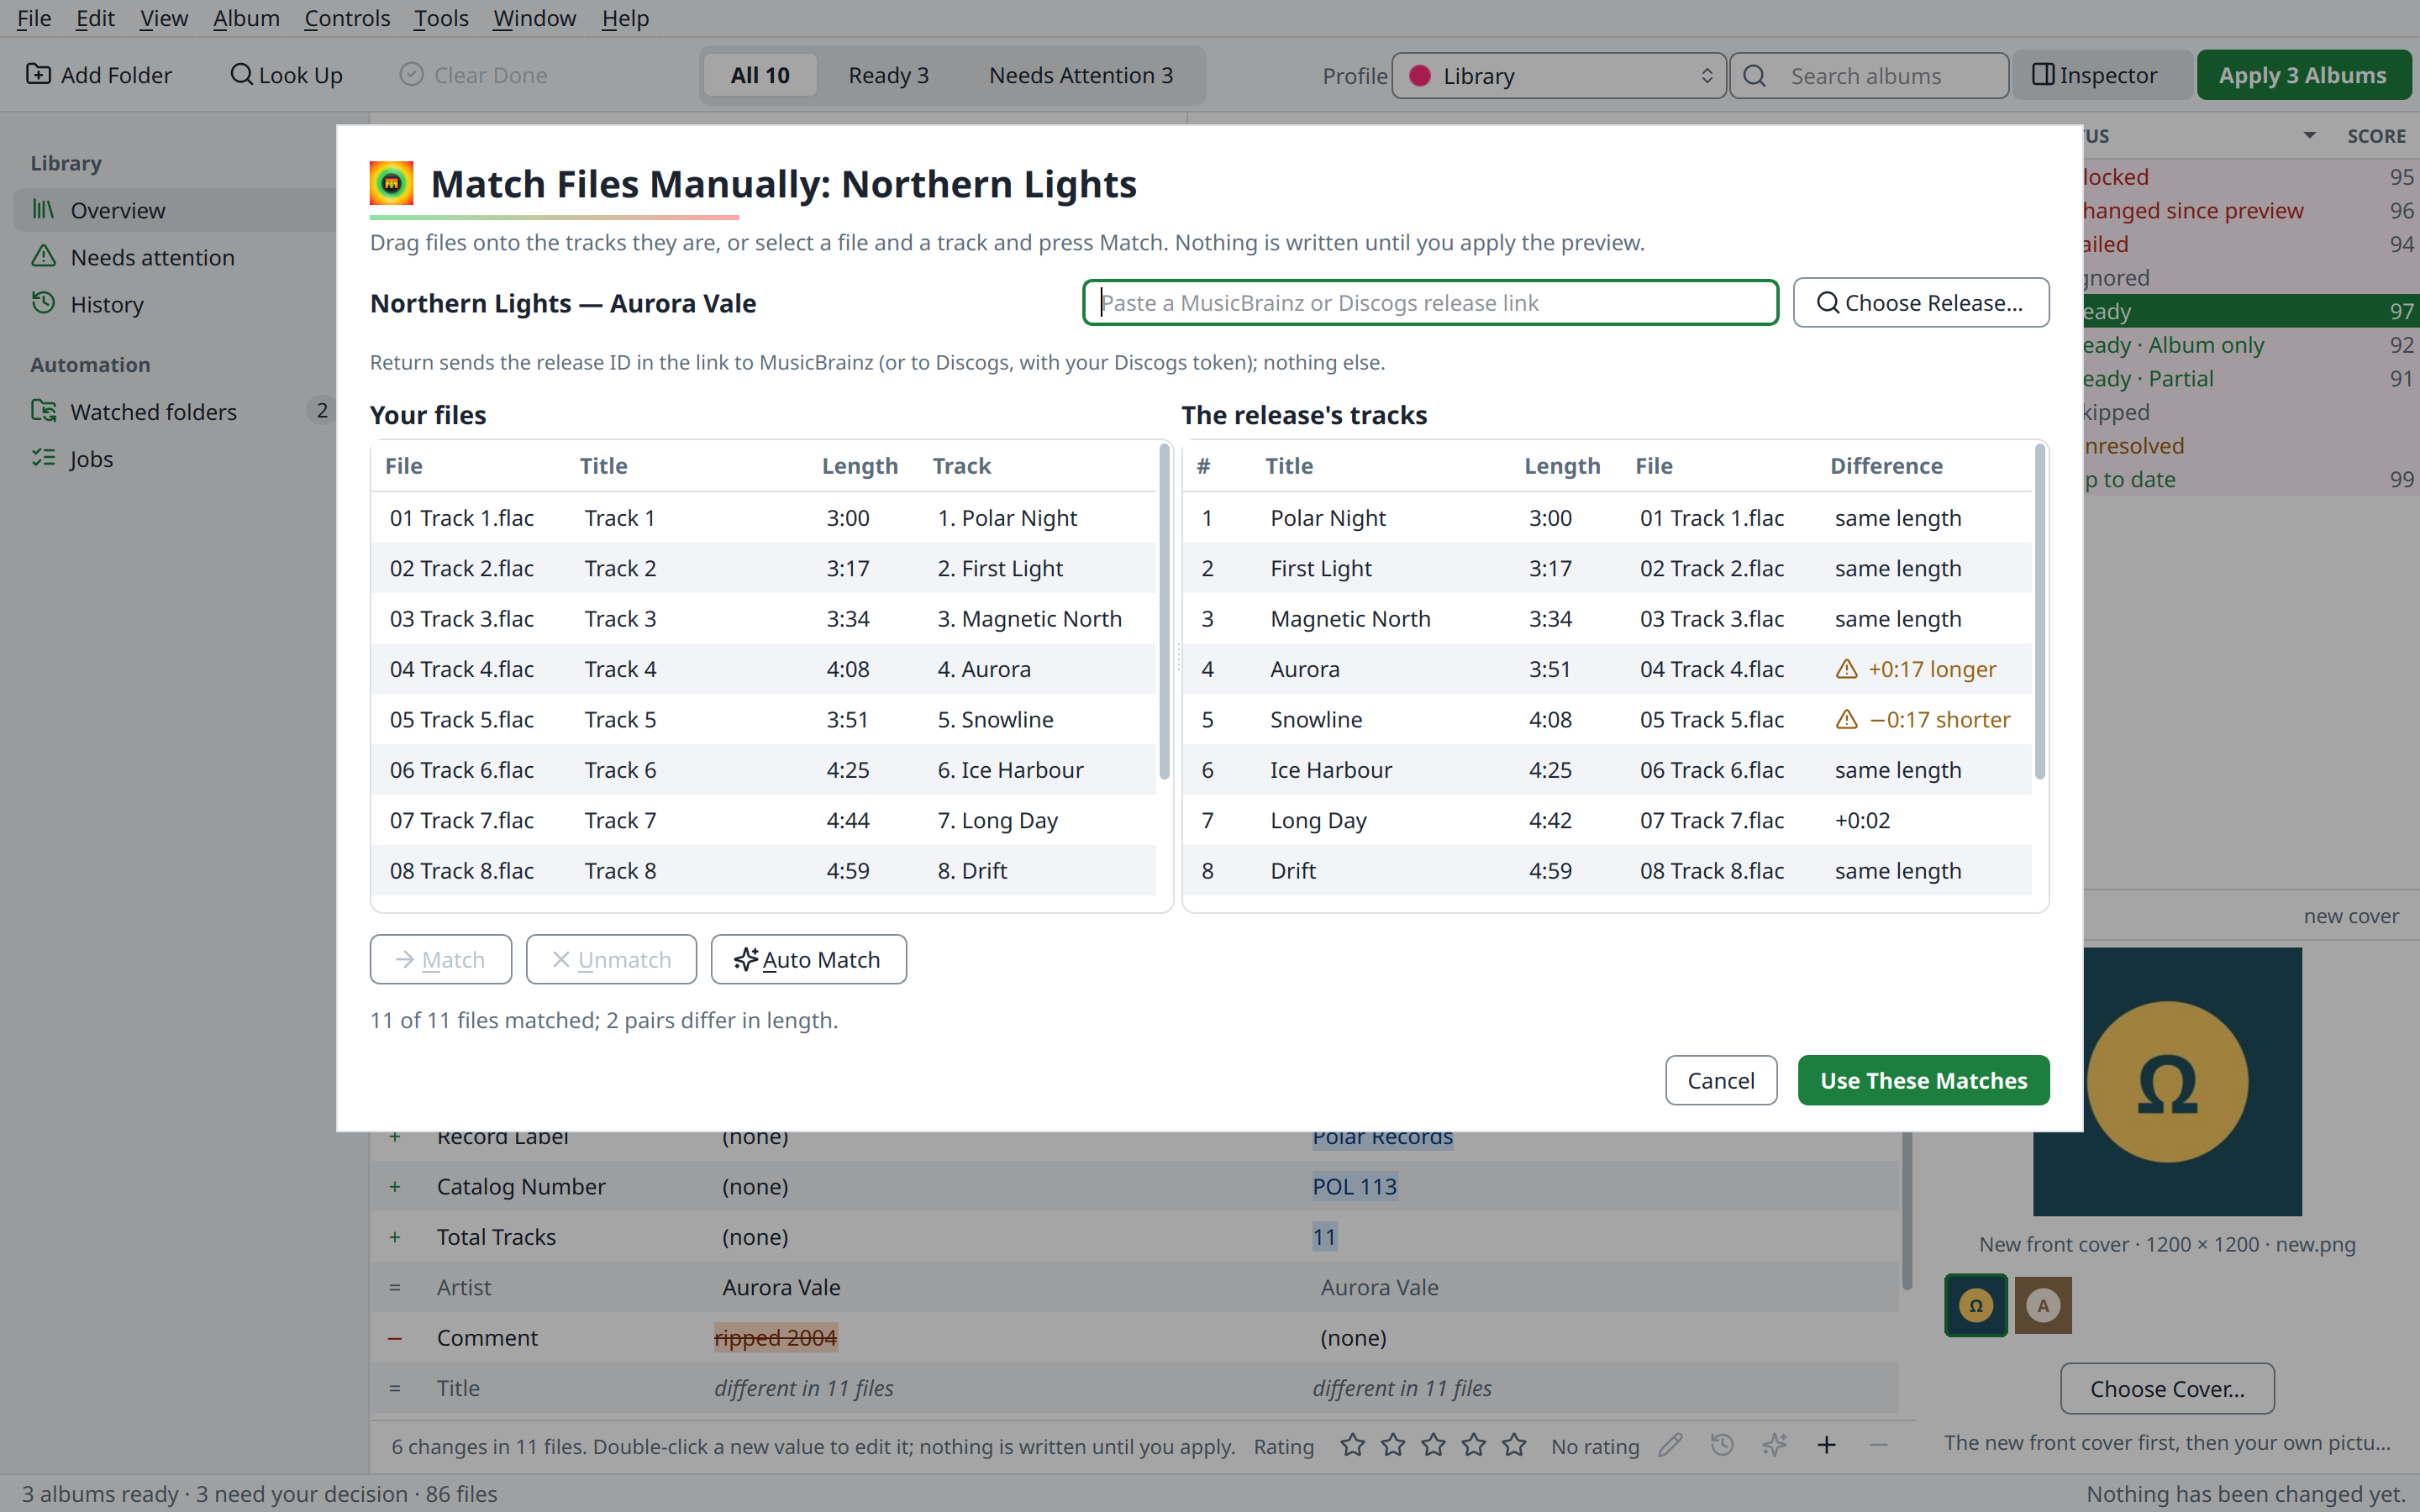 File Edit View Album Controls Tools Window Help
Add Folder Look Up Clear Done All 10 Ready 3 Needs Attention 3 Profile Library Search albums Inspector Apply 3 Albums
Library
Overview
Needs attention
History
Automation
Watched folders 2
Jobs
Match Files Manually: Northern Lights
Drag files onto the tracks they are, or select a file and a track and press Match. Nothing is written until you apply the preview.
Northern Lights — Aurora Vale Paste a MusicBrainz or Discogs release link Choose Release...
Return sends the release ID in the link to MusicBrainz (or to Discogs, with your Discogs token); nothing else.
Your files
File Title Length Track
01 Track 1.flac Track 1 3:00 1. Polar Night
02 Track 2.flac Track 2 3:17 2. First Light
03 Track 3.flac Track 3 3:34 3. Magnetic North
04 Track 4.flac Track 4 4:08 4. Aurora
05 Track 5.flac Track 5 3:51 5. Snowline
06 Track 6.flac Track 6 4:25 6. Ice Harbour
07 Track 7.flac Track 7 4:44 7. Long Day
08 Track 8.flac Track 8 4:59 8. Drift
The release's tracks
# Title Length File Difference
1 Polar Night 3:00 01 Track 1.flac same length
2 First Light 3:17 02 Track 2.flac same length
3 Magnetic North 3:34 03 Track 3.flac same length
4 Aurora 3:51 04 Track 4.flac +0:17 longer
5 Snowline 4:08 05 Track 5.flac −0:17 shorter
6 Ice Harbour 4:25 06 Track 6.flac same length
7 Long Day 4:42 07 Track 7.flac +0:02
8 Drift 4:59 08 Track 8.flac same length
Match Unmatch Auto Match
11 of 11 files matched; 2 pairs differ in length.
Cancel Use These Matches
SCORE
95
changed since preview 96
94
97
· Album only 92
· Partial 91
to date 99
new cover
Ω
New front cover · 1200 × 1200 · new.png
Ω A
Choose Cover...
The new front cover first, then your own pictu...
+ Record Label (none) Polar Records
+ Catalog Number (none) POL 113
+ Total Tracks (none) 11
= Artist Aurora Vale Aurora Vale
− Comment ripped 2004 (none)
= Title different in 11 files different in 11 files
6 changes in 11 files. Double-click a new value to edit it; nothing is written until you apply. Rating No rating
3 albums ready · 3 need your decision · 86 files Nothing has been changed yet.